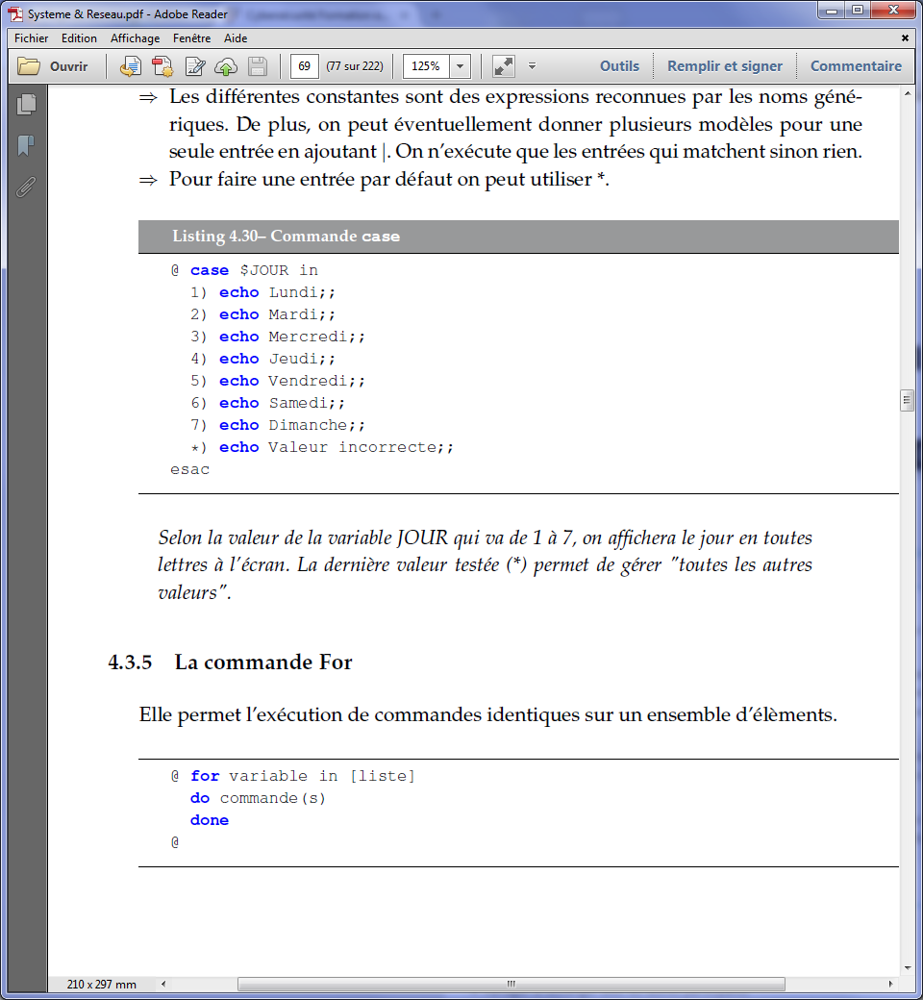 Systeme & Reseau.pdf - Adobe Reader
Fichier Edition Affichage Fenêtre Aide
Ouvrir 69 (77 sur 222) 125% Outils Remplir et signer Commentaire
⇒ Les différentes constantes sont des expressions reconnues par les noms géné-
riques. De plus, on peut éventuellement donner plusieurs modèles pour une
seule entrée en ajoutant |. On n'exécute que les entrées qui matchent sinon rien.
⇒ Pour faire une entrée par défaut on peut utiliser *.
Listing 4.30– Commande case
@ case $JOUR in
1) echo Lundi;;
2) echo Mardi;;
3) echo Mercredi;;
4) echo Jeudi;;
5) echo Vendredi;;
6) echo Samedi;;
7) echo Dimanche;;
*) echo Valeur incorrecte;;
esac
Selon la valeur de la variable JOUR qui va de 1 à 7, on affichera le jour en toutes
lettres à l'écran. La dernière valeur testée (*) permet de gérer "toutes les autres
valeurs".
4.3.5 La commande For
Elle permet l'exécution de commandes identiques sur un ensemble d'élèments.
@ for variable in [liste]
do commande(s)
done
@
210 x 297 mm